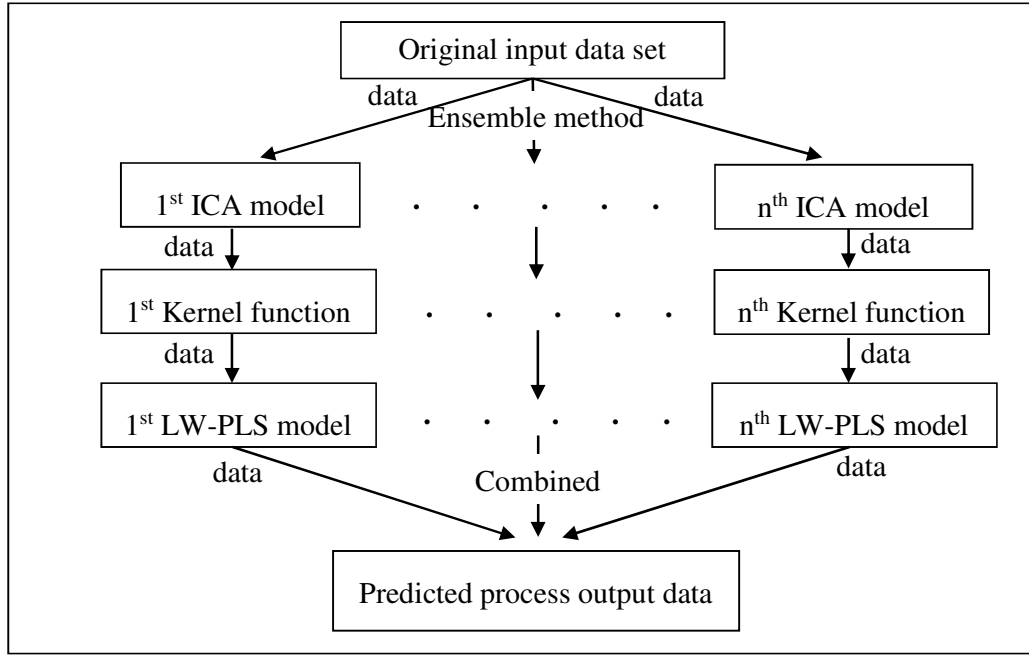 Original input data set
data data
Ensemble method
1st ICA model . . . . . nth ICA model
data data
1st Kernel function . . . . . nth Kernel function
data data
1st LW-PLS model . . . . . nth LW-PLS model
data data
Combined
Predicted process output data